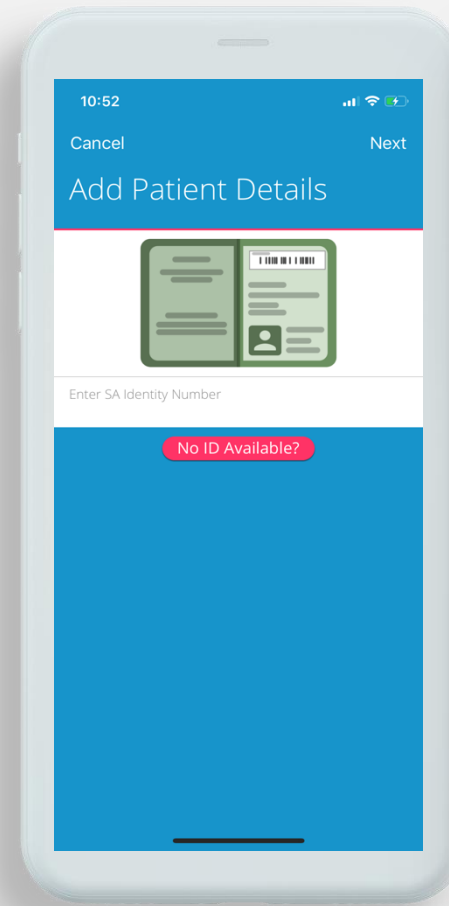 10:52
Cancel
Next
Add Patient Details
Enter SA Identity Number
No ID Available?